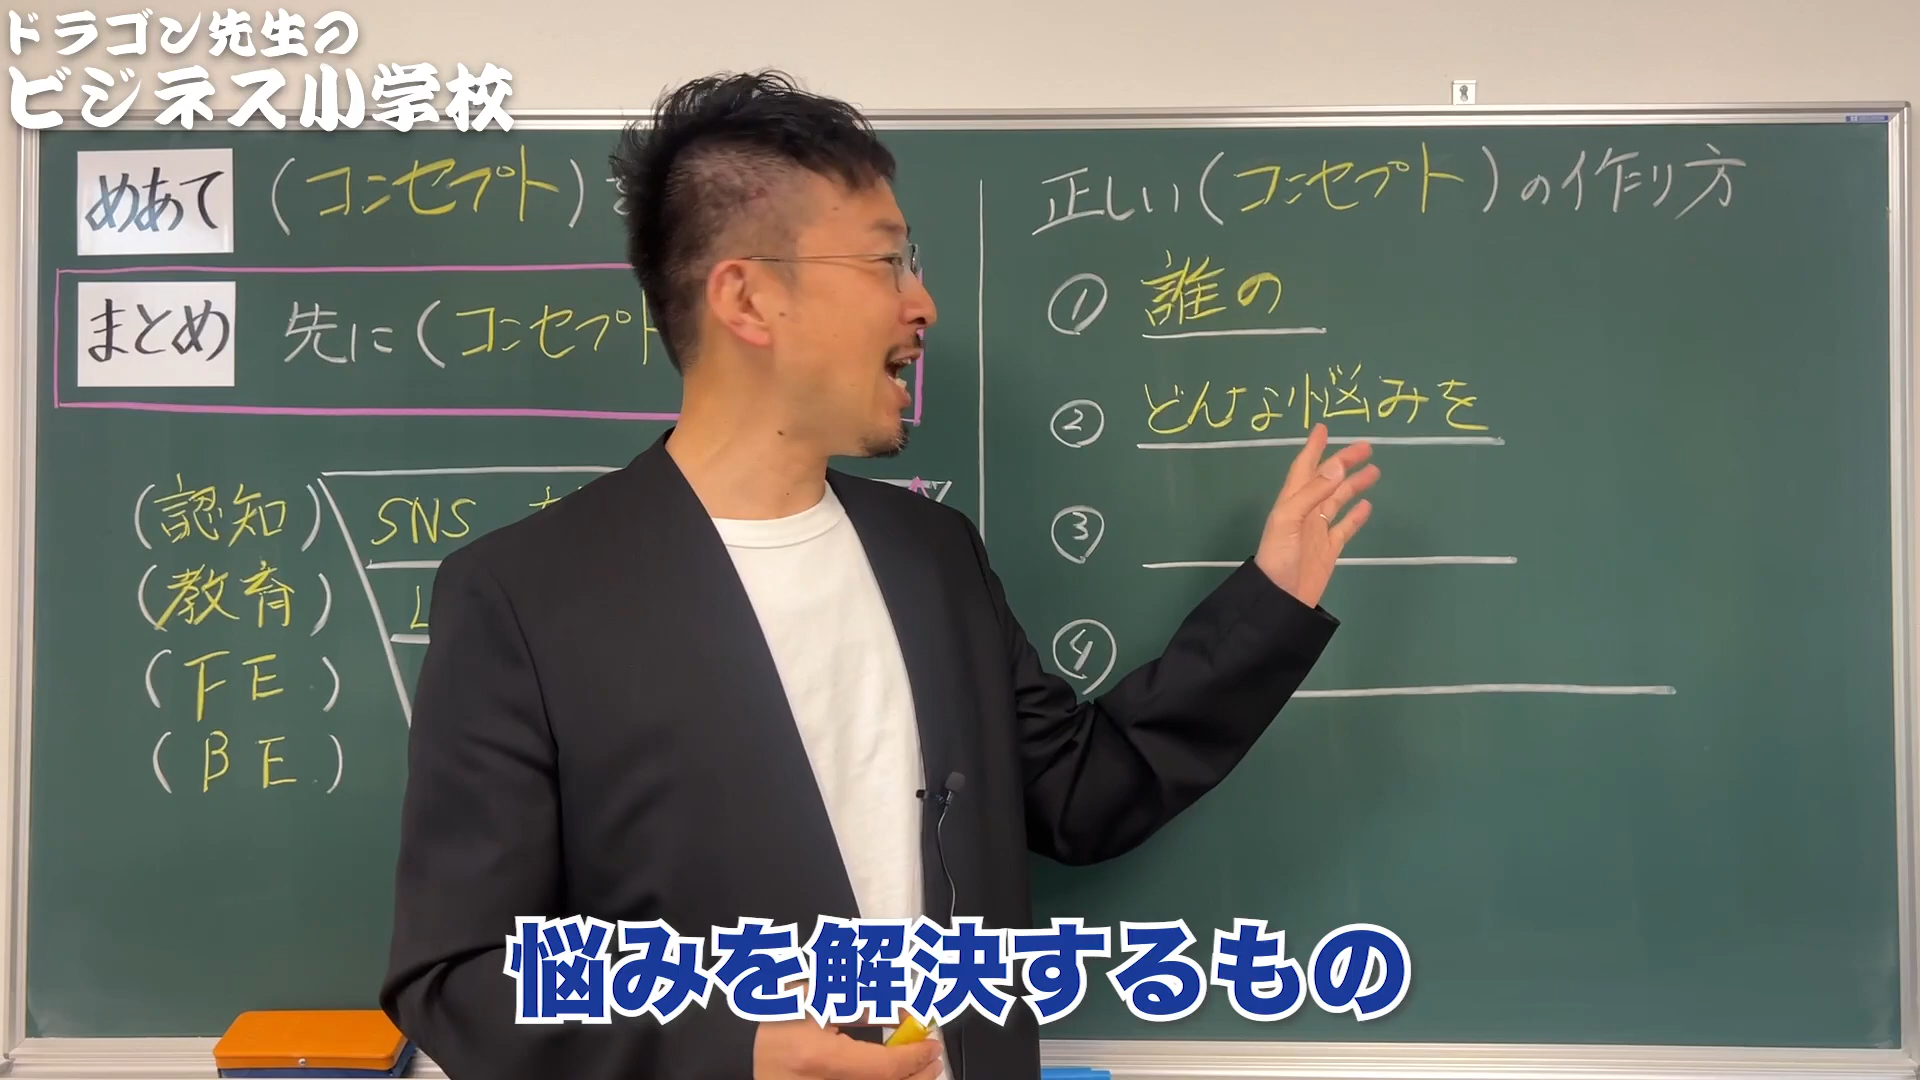 ドラゴン先生の
ビジネス小学校
めあて (コンセプト)
まとめ 先に(コンセプト
(認知) SNS
(教育) L
(FE.)
(BE.)
正しい(コンセプト)の作り方
① 誰の
② どんな悩みを
③
④
悩みを解決するもの